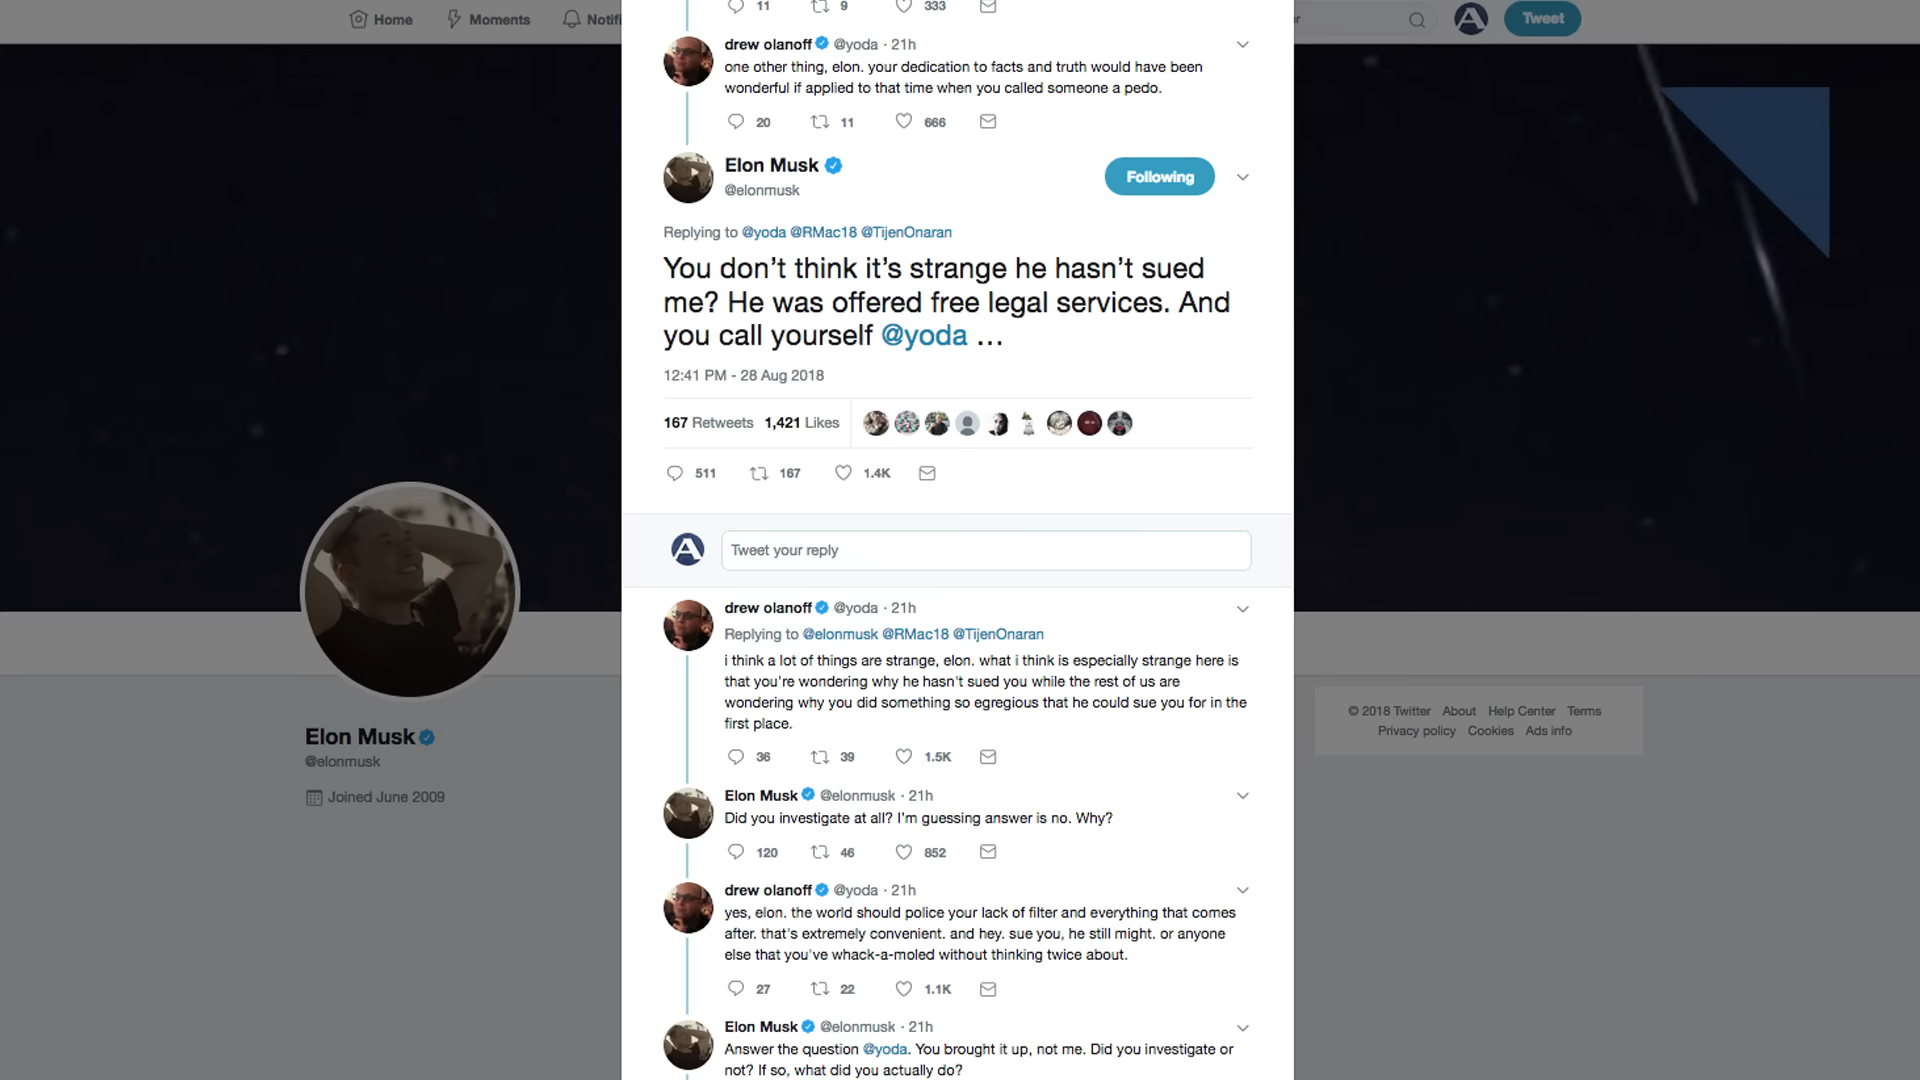 Home
Moments
Notifi
r
Tweet
11 9 333
drew olanoff @yoda · 21h
one other thing, elon. your dedication to facts and truth would have been
wonderful if applied to that time when you called someone a pedo.
20 11 666
Elon Musk
@elonmusk
Following
Replying to @yoda @RMac18 @TijenOnaran
You don’t think it’s strange he hasn’t sued
me? He was offered free legal services. And
you call yourself @yoda …
12:41 PM - 28 Aug 2018
167 Retweets 1,421 Likes
511 167 1.4K
Tweet your reply
drew olanoff @yoda · 21h
Replying to @elonmusk @RMac18 @TijenOnaran
i think a lot of things are strange, elon. what i think is especially strange here is
that you're wondering why he hasn't sued you while the rest of us are
wondering why you did something so egregious that he could sue you for in the
first place.
36 39 1.5K
Elon Musk @elonmusk · 21h
Did you investigate at all? I’m guessing answer is no. Why?
120 46 852
drew olanoff @yoda · 21h
yes, elon. the world should police your lack of filter and everything that comes
after. that's extremely convenient. and hey. sue you, he still might. or anyone
else that you've whack-a-moled without thinking twice about.
27 22 1.1K
Elon Musk @elonmusk · 21h
Answer the question @yoda. You brought it up, not me. Did you investigate or
not? If so, what did you actually do?
Elon Musk
@elonmusk
Joined June 2009
© 2018 Twitter About Help Center Terms
Privacy policy Cookies Ads info